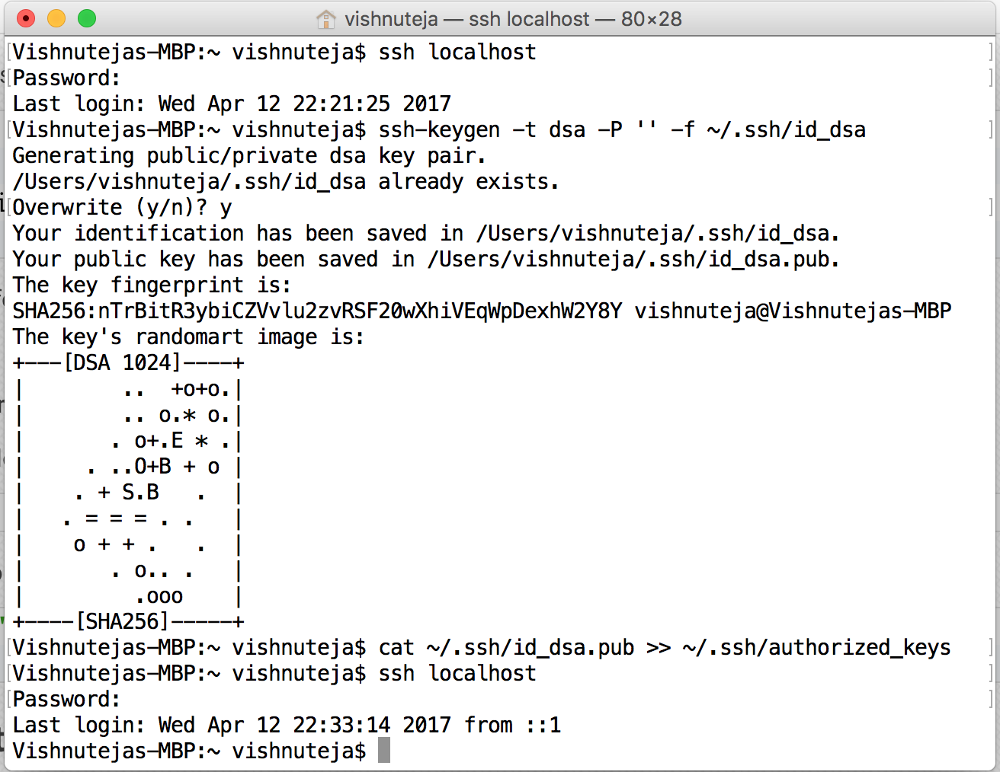 vishnuteja — ssh localhost — 80×28
Vishnutejas-MBP:~ vishnuteja$ ssh localhost
Password:
Last login: Wed Apr 12 22:21:25 2017
Vishnutejas-MBP:~ vishnuteja$ ssh-keygen -t dsa -P '' -f ~/.ssh/id_dsa
Generating public/private dsa key pair.
/Users/vishnuteja/.ssh/id_dsa already exists.
Overwrite (y/n)? y
Your identification has been saved in /Users/vishnuteja/.ssh/id_dsa.
Your public key has been saved in /Users/vishnuteja/.ssh/id_dsa.pub.
The key fingerprint is:
SHA256:nTrBitR3ybiCZVvlu2zvRSF20wXhiVEqWpDexhW2Y8Y vishnuteja@Vishnutejas-MBP
The key's randomart image is:
+---[DSA 1024]----+
|        ..  +o+o.|
|        .. o.* o.|
|       . o+.E * .|
|     . ..O+B + o |
|    . + S.B   .  |
|   . = = = . .   |
|    o + + .   .  |
|       . o.. .   |
|         .ooo    |
+----[SHA256]-----+
Vishnutejas-MBP:~ vishnuteja$ cat ~/.ssh/id_dsa.pub >> ~/.ssh/authorized_keys
Vishnutejas-MBP:~ vishnuteja$ ssh localhost
Password:
Last login: Wed Apr 12 22:33:14 2017 from ::1
Vishnutejas-MBP:~ vishnuteja$